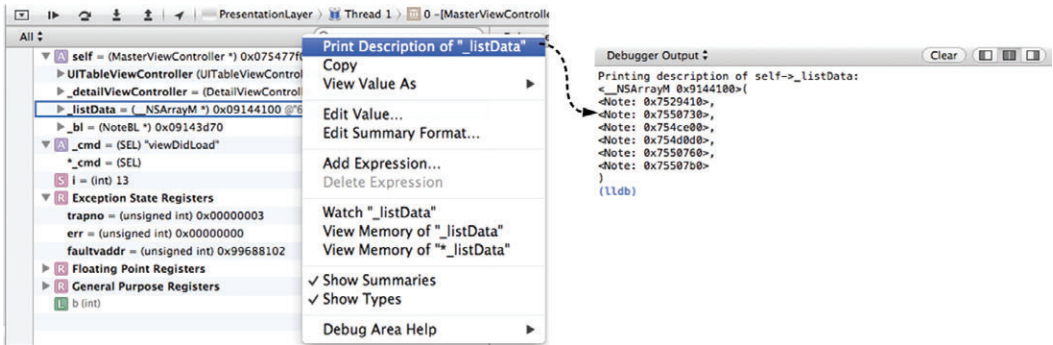 PresentationLayer Thread 1 0 -[MasterViewControlle
All
self = (MasterViewController *) 0x075477f0
UITableViewController (UITableViewControl
_detailViewController = (DetailViewControl
_listData = (__NSArrayM *) 0x09144100 @"6
_bl = (NoteBL *) 0x09143d70
A _cmd = (SEL) "viewDidLoad"
*_cmd = (SEL)
S i = (int) 13
R Exception State Registers
trapno = (unsigned int) 0x00000003
err = (unsigned int) 0x00000000
faultvaddr = (unsigned int) 0x99688102
R Floating Point Registers
R General Purpose Registers
L b (int)
Print Description of "_listData"
Copy
View Value As
Edit Value...
Edit Summary Format...
Add Expression...
Delete Expression
Watch "_listData"
View Memory of "_listData"
View Memory of "*_listData"
✓ Show Summaries
✓ Show Types
Debug Area Help
Debugger Output Clear
Printing description of self->_listData:
<__NSArrayM 0x9144100>(
<Note: 0x7529410>,
<Note: 0x7550730>,
<Note: 0x754ce00>,
<Note: 0x754d0d0>,
<Note: 0x7550760>,
<Note: 0x75507b0>
)
(lldb)